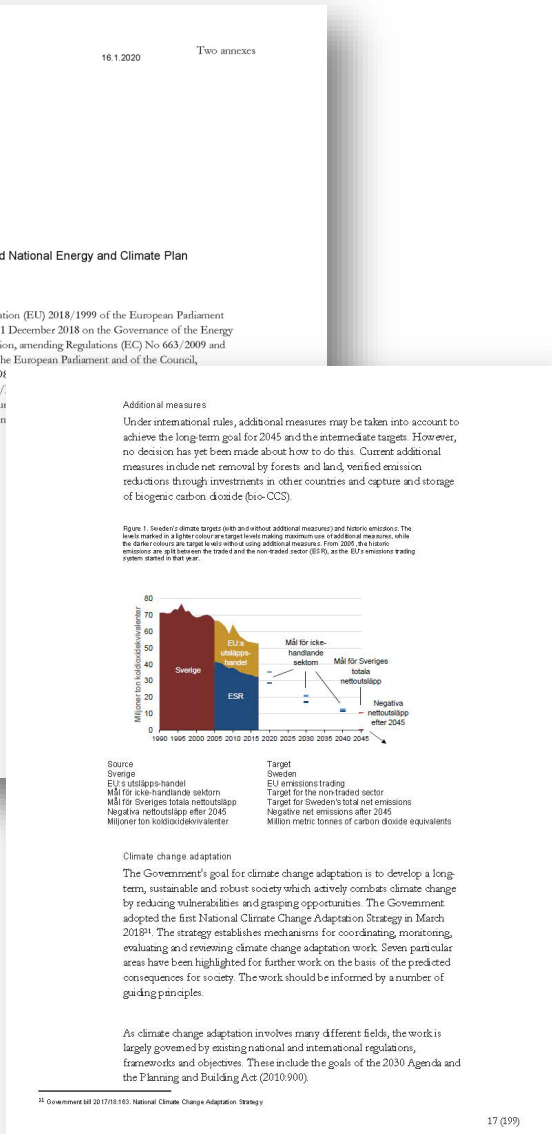 16.1.2020
Two annexes
National Energy and Climate Plan
(EU) 2018/1999 of the European Parliament
1 December 2018 on the Governance of the Energy
amending Regulations (EC) No 663/2009 and
European Parliament and of the Council,
Additional measures
Under international rules, additional measures may be taken into account to
achieve the long-term goal for 2045 and the intermediate targets. However,
no decision has yet been made about how to do this. Current additional
measures include net removal by forests and land, verified emission
reductions through investments in other countries and capture and storage
of biogenic carbon dioxide (bio-CCS).
Figure 1. Sweden's climate targets (with and without additional measures) and historic emissions. The
levels marked in a lighter colour are target levels making maximum use of additional measures, while
the darker colours are target levels without using additional measures. From 2005, the historic
emissions are split between the traded and the non-traded sector (ESR), as the EU's emissions trading
system started in that year.
Miljoner ton koldioxidekvivalenter
80
70
60
50
40
30
20
10
0
Sverige
EU:s
utsläpps-
handel
ESR
Mål för icke-
handlande
sektorn
Mål för Sveriges
totala
nettoutsläpp
Negativa
nettoutsläpp
efter 2045
1990 1995 2000 2005 2010 2015 2020 2025 2030 2035 2040 2045
Source
Target
Sverige
Sweden
EU:s utsläpps-handel
EU emissions trading
Mål för icke-handlande sektorn
Target for the non-traded sector
Mål för Sveriges totala nettoutsläpp
Target for Sweden's total net emissions
Negativa nettoutsläpp efter 2045
Negative net emissions after 2045
Miljoner ton koldioxidekvivalenter
Million metric tonnes of carbon dioxide equivalents
Climate change adaptation
The Government's goal for climate change adaptation is to develop a long-
term, sustainable and robust society which actively combats climate change
by reducing vulnerabilities and grasping opportunities. The Government
adopted the first National Climate Change Adaptation Strategy in March
2018³¹. The strategy establishes mechanisms for coordinating, monitoring,
evaluating and reviewing climate change adaptation work. Seven particular
areas have been highlighted for further work on the basis of the predicted
consequences for society. The work should be informed by a number of
guiding principles.
As climate change adaptation involves many different fields, the work is
largely governed by existing national and international regulations,
frameworks and objectives. These include the goals of the 2030 Agenda and
the Planning and Building Act (2010:900).
³¹ Government bill 2017/18:163. National Climate Change Adaptation Strategy
17 (199)